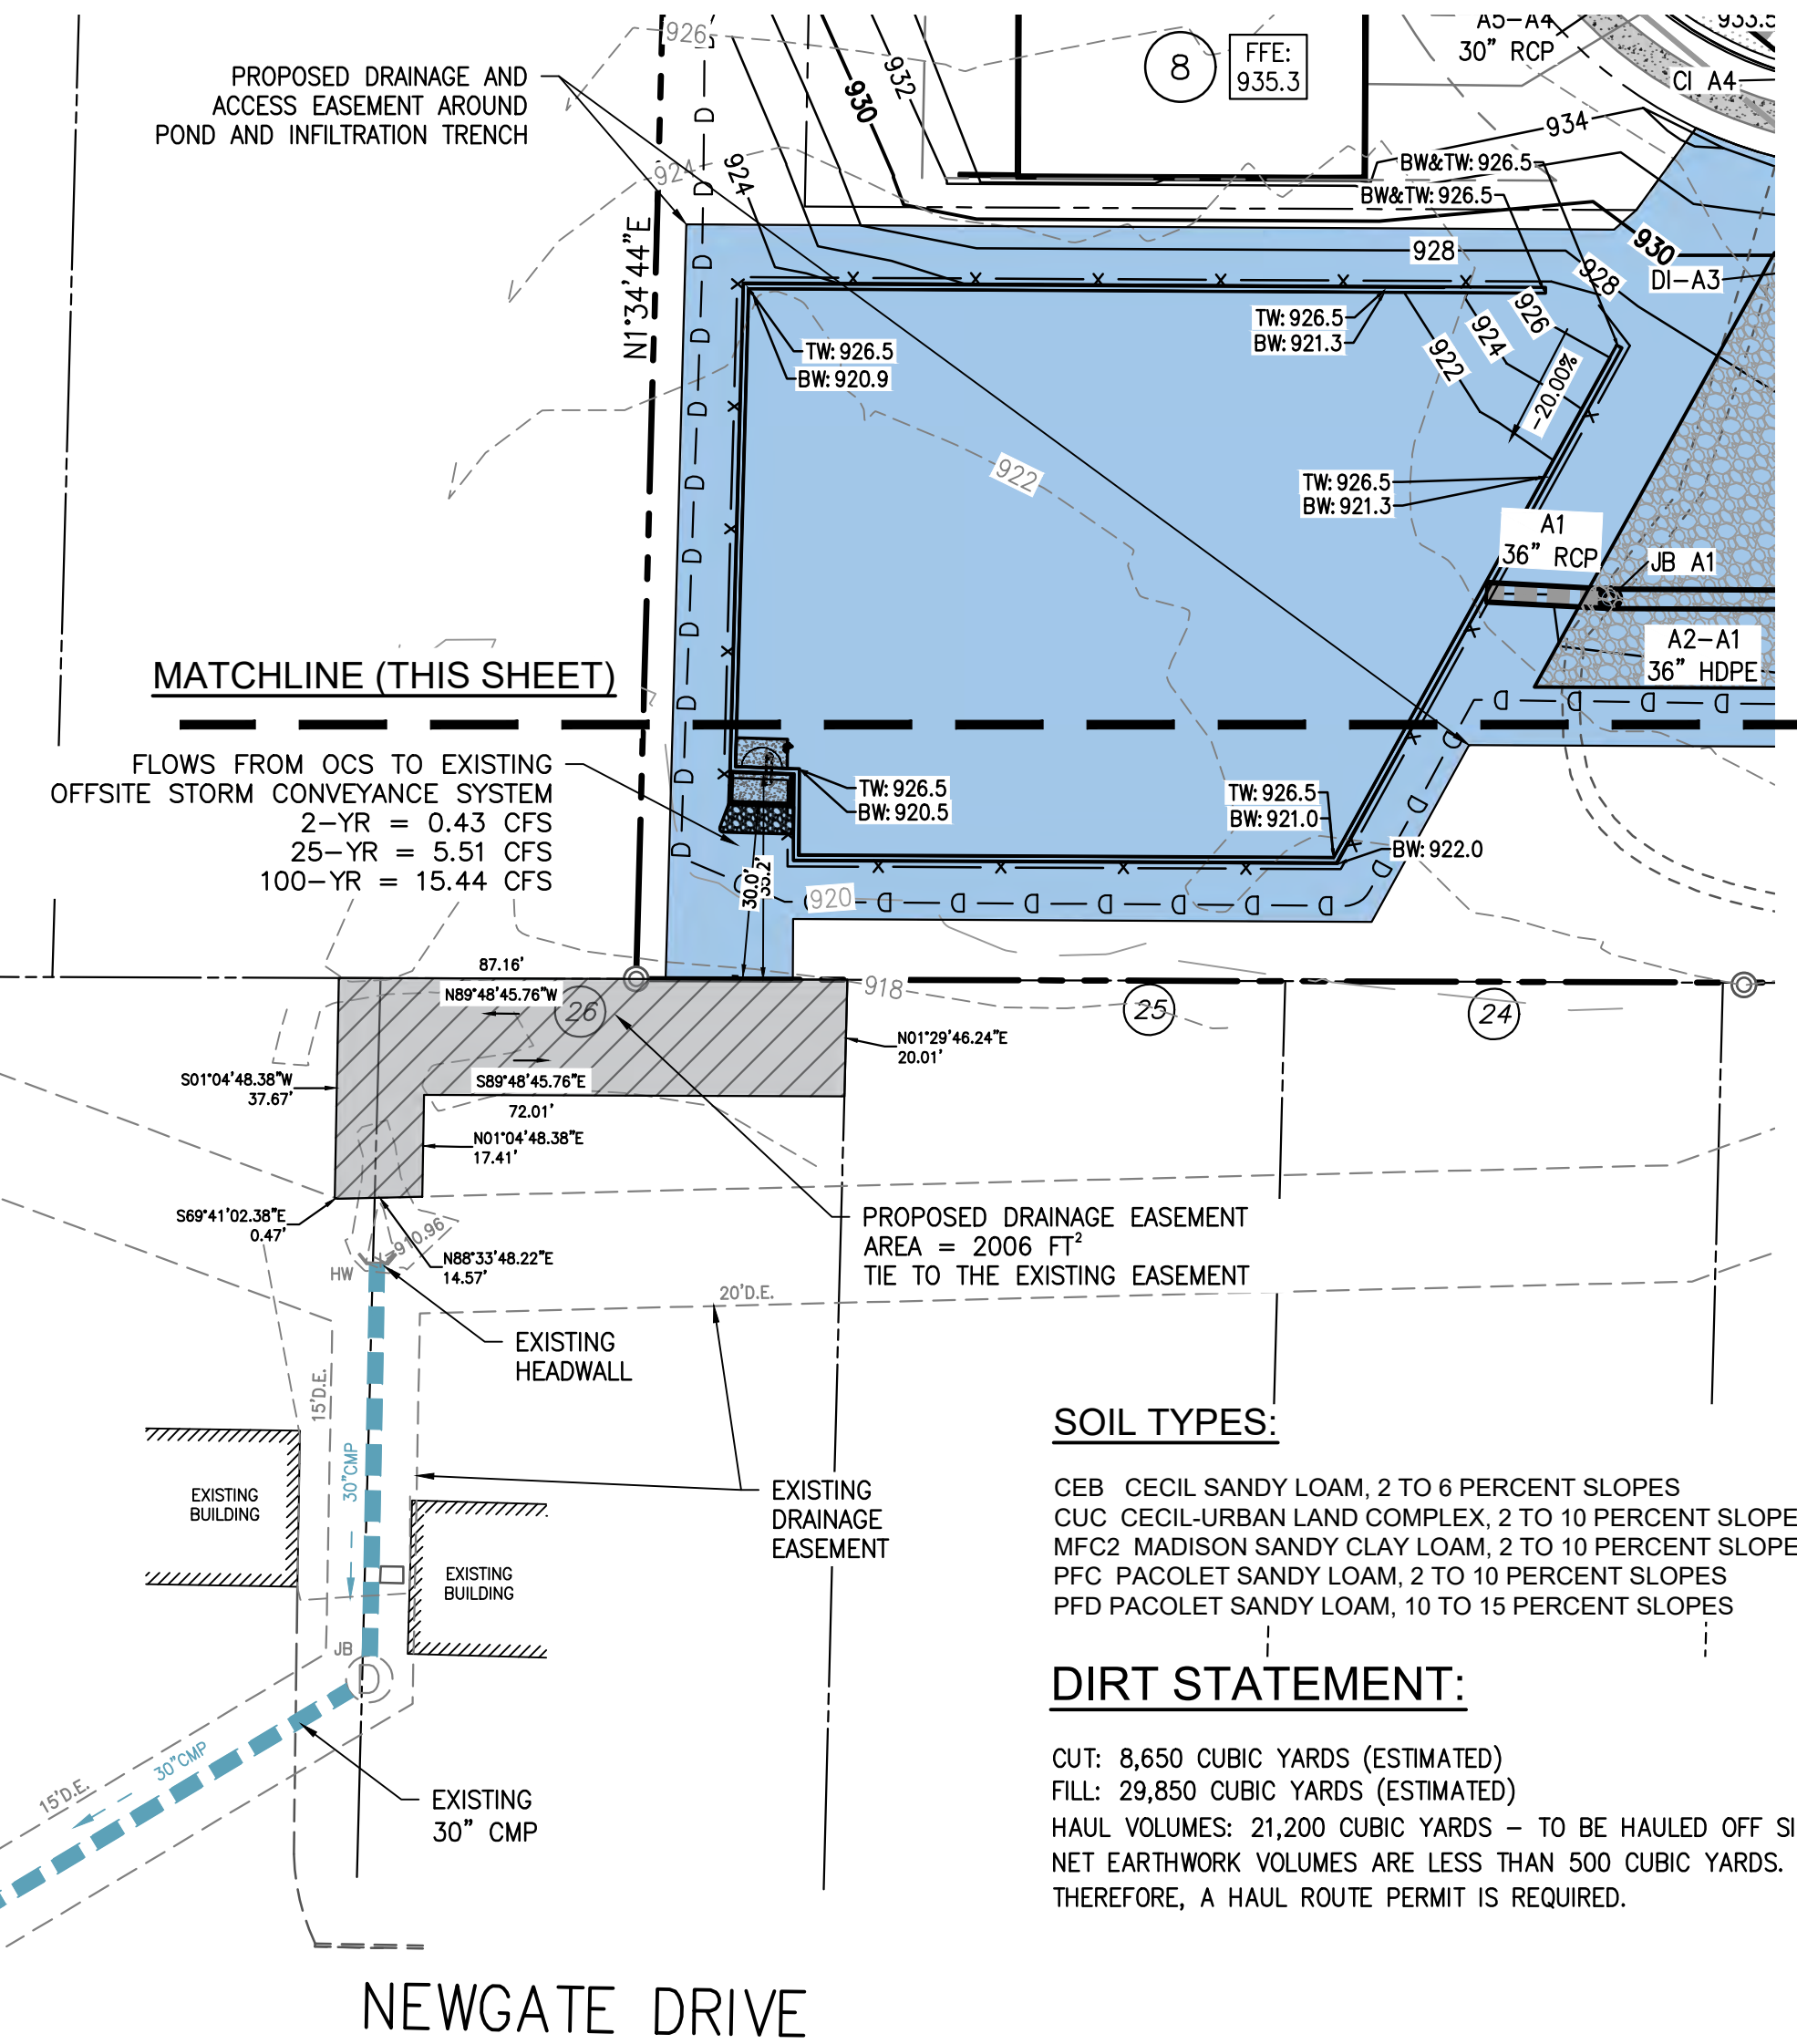 926
A5-A4
30" RCP
933.5
CI A4
8
FFE:
935.3
932
930
934
PROPOSED DRAINAGE AND
ACCESS EASEMENT AROUND
POND AND INFILTRATION TRENCH
924
924
BW&TW: 926.5
BW&TW: 926.5
N1°34'44"E
928
930
928
DI-A3
TW: 926.5
BW: 920.9
TW: 926.5
BW: 921.3
926
924
922
-20.00%
922
TW: 926.5
BW: 921.3
A1
36" RCP
JB A1
A2-A1
36" HDPE
MATCHLINE (THIS SHEET)
FLOWS FROM OCS TO EXISTING
OFFSITE STORM CONVEYANCE SYSTEM
2-YR = 0.43 CFS
25-YR = 5.51 CFS
100-YR = 15.44 CFS
TW: 926.5
BW: 920.5
TW: 926.5
BW: 921.0
BW: 922.0
30.0'
920
918
87.16'
N89°48'45.76"W
26
25
24
N01°29'46.24"E
20.01'
S01°04'48.38"W
37.67'
S89°48'45.76"E
72.01'
N01°04'48.38"E
17.41'
S69°41'02.38"E
0.47'
910.96
N88°33'48.22"E
14.57'
HW
PROPOSED DRAINAGE EASEMENT
AREA = 2006 FT²
TIE TO THE EXISTING EASEMENT
20'D.E.
EXISTING
HEADWALL
15'D.E.
30"CMP
EXISTING
BUILDING
EXISTING
BUILDING
EXISTING
DRAINAGE
EASEMENT
JB
D
30"CMP
15'D.E.
EXISTING
30" CMP
SOIL TYPES:
CEB CECIL SANDY LOAM, 2 TO 6 PERCENT SLOPES
CUC CECIL-URBAN LAND COMPLEX, 2 TO 10 PERCENT SLOPE
MFC2 MADISON SANDY CLAY LOAM, 2 TO 10 PERCENT SLOPE
PFC PACOLET SANDY LOAM, 2 TO 10 PERCENT SLOPES
PFD PACOLET SANDY LOAM, 10 TO 15 PERCENT SLOPES
DIRT STATEMENT:
CUT: 8,650 CUBIC YARDS (ESTIMATED)
FILL: 29,850 CUBIC YARDS (ESTIMATED)
HAUL VOLUMES: 21,200 CUBIC YARDS – TO BE HAULED OFF SI
NET EARTHWORK VOLUMES ARE LESS THAN 500 CUBIC YARDS.
THEREFORE, A HAUL ROUTE PERMIT IS REQUIRED.
NEWGATE DRIVE